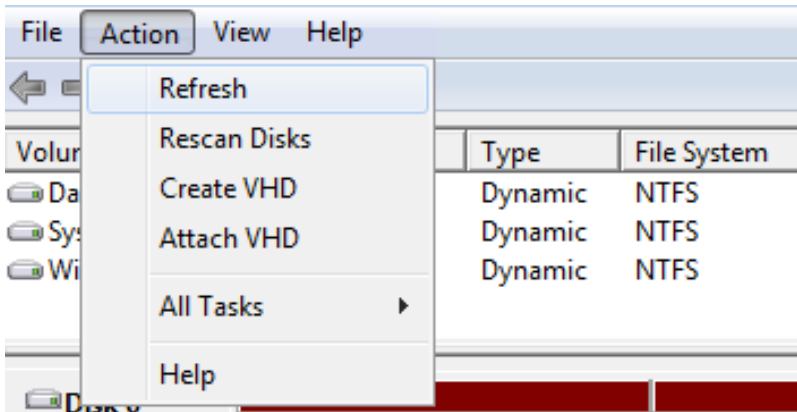 File Action View Help
Refresh
Rescan Disks
Create VHD
Attach VHD
All Tasks
Help
Type File System
Dynamic NTFS
Dynamic NTFS
Dynamic NTFS